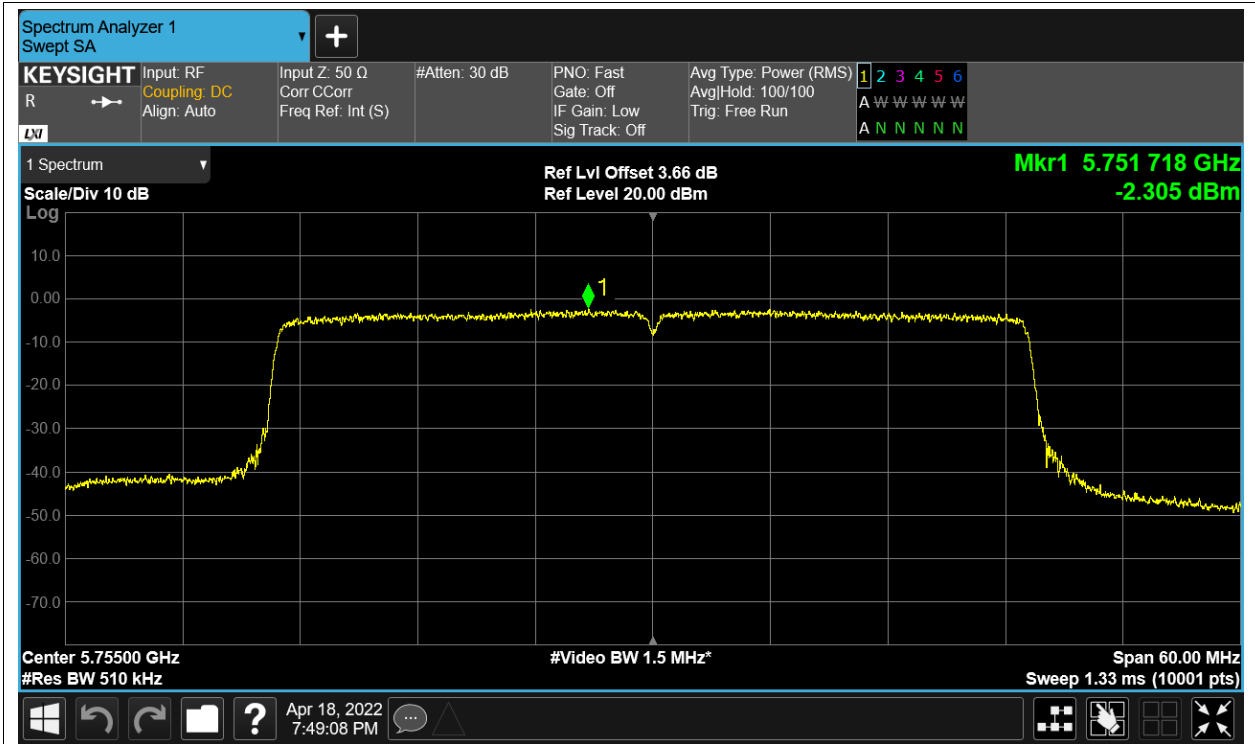 Spectrum Analyzer 1
Swept SA
+
KEYSIGHT
R
LXI
Input: RF
Coupling: DC
Align: Auto
Input Z: 50 Ω
Corr CCorr
Freq Ref: Int (S)
#Atten: 30 dB
PNO: Fast
Gate: Off
IF Gain: Low
Sig Track: Off
Avg Type: Power (RMS)
Avg|Hold: 100/100
Trig: Free Run
1 2 3 4 5 6
A W W W W W
A N N N N N
1 Spectrum
Scale/Div 10 dB
Log
Ref Lvl Offset 3.66 dB
Ref Level 20.00 dBm
Mkr1 5.751 718 GHz
-2.305 dBm
10.0
0.00
-10.0
-20.0
-30.0
-40.0
-50.0
-60.0
-70.0
1
Center 5.75500 GHz
#Res BW 510 kHz
#Video BW 1.5 MHz*
Span 60.00 MHz
Sweep 1.33 ms (10001 pts)
?
Apr 18, 2022
7:49:08 PM